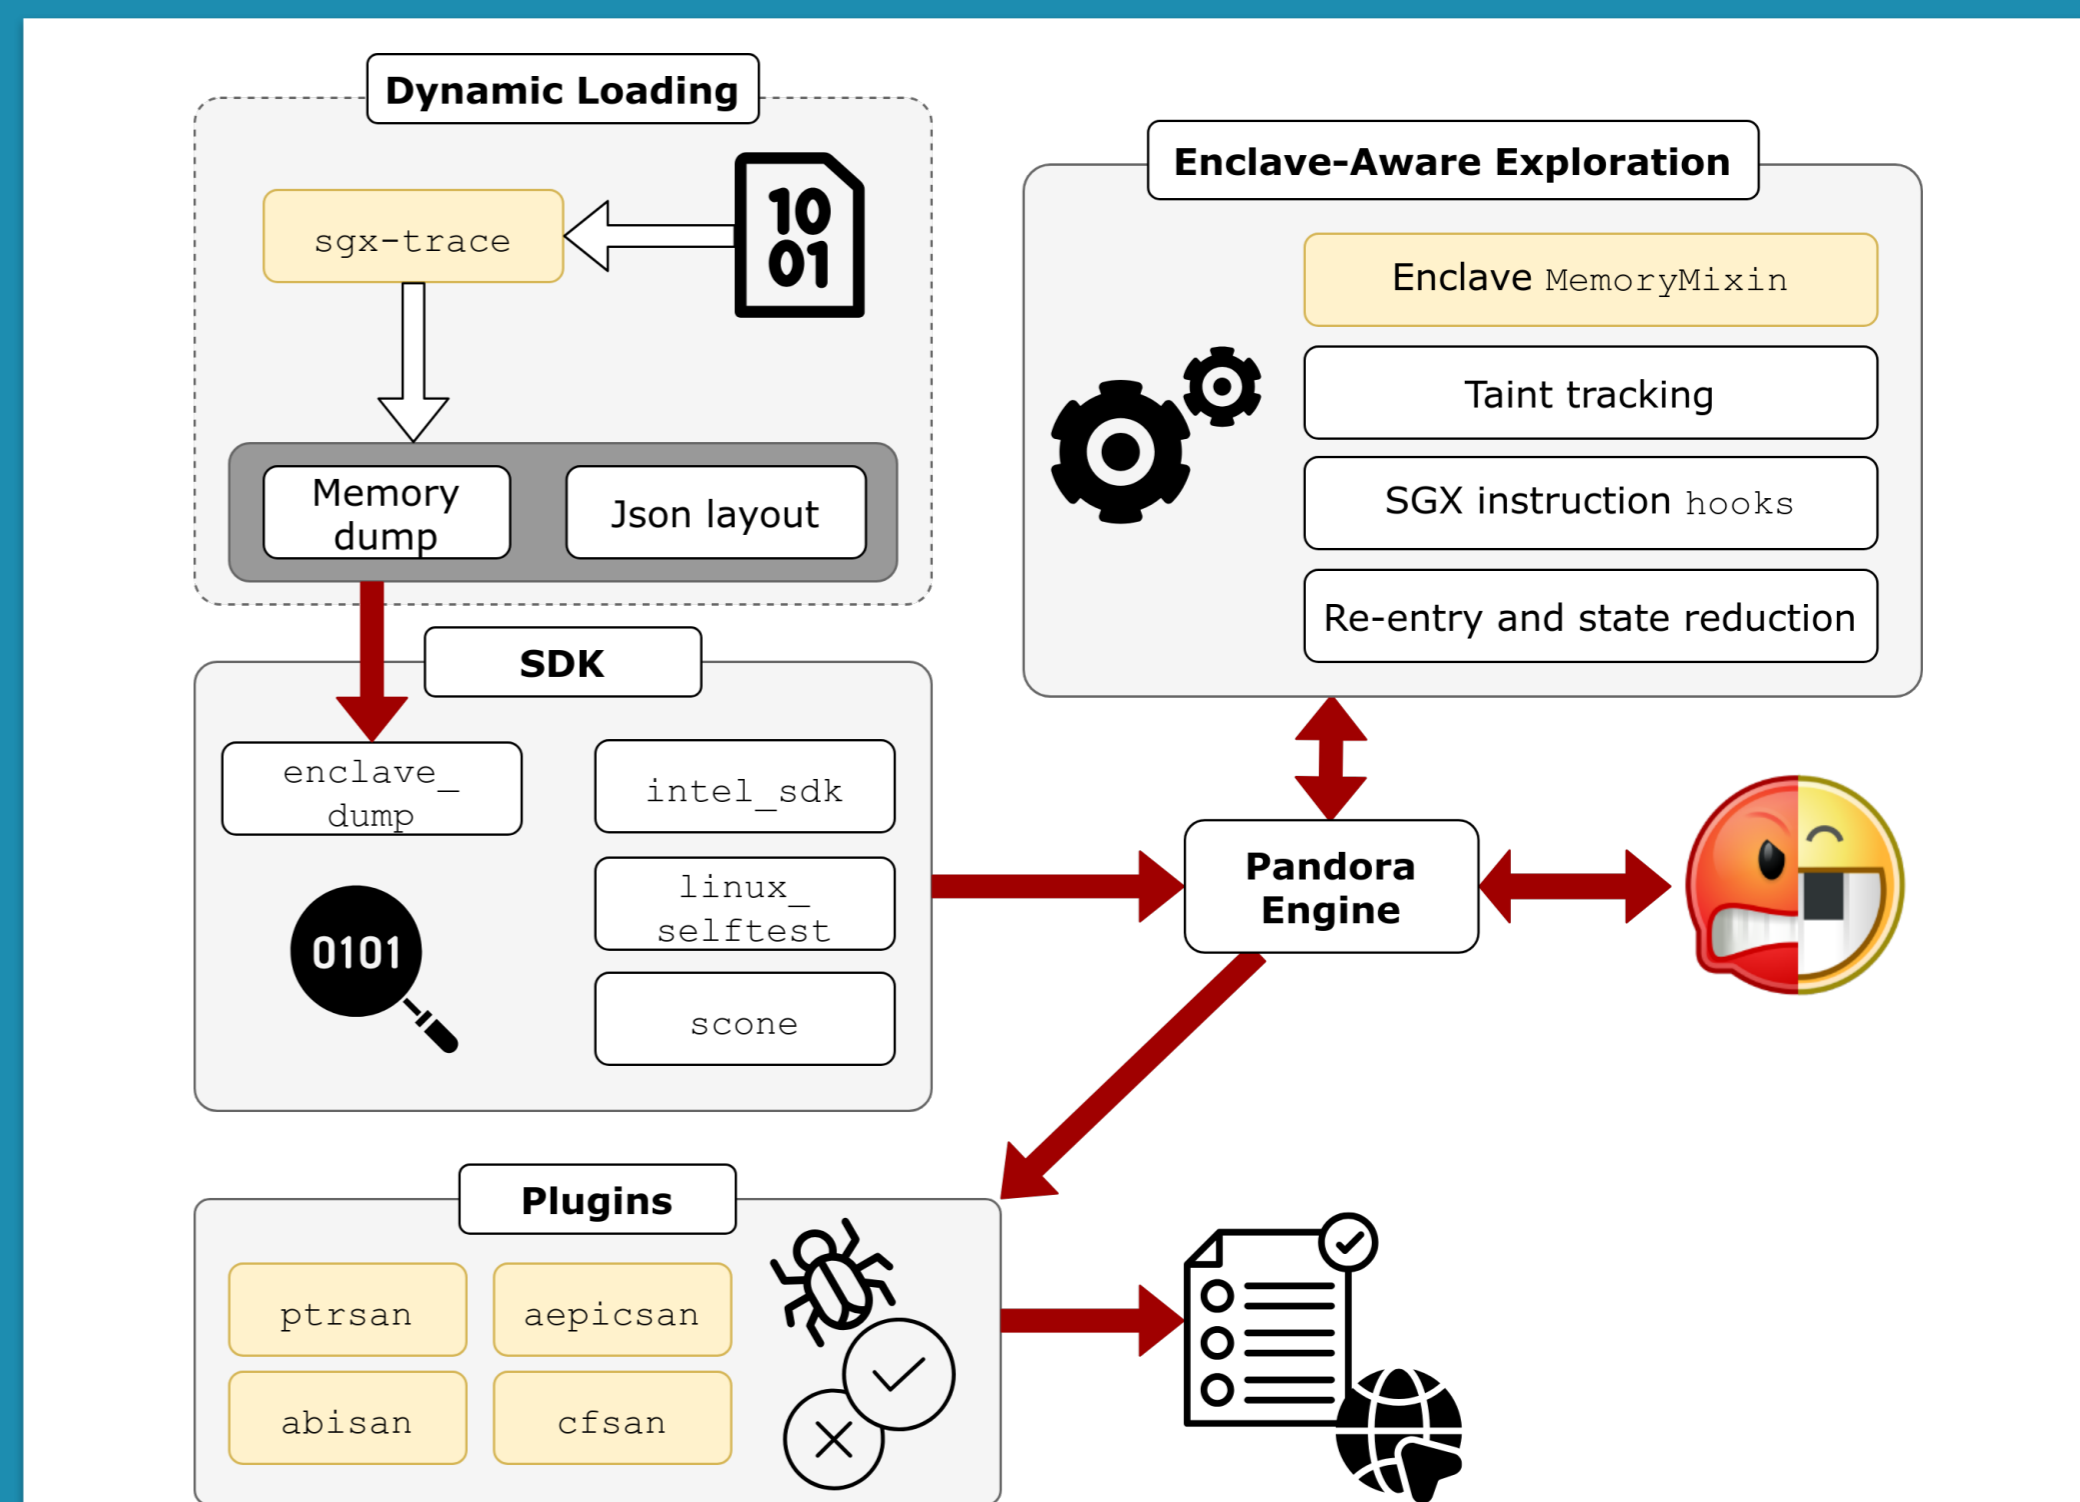 Dynamic Loading
10
01
sgx-trace
Memory
dump
Json layout
Enclave-Aware Exploration
Enclave MemoryMixin
Taint tracking
SGX instruction hooks
Re-entry and state reduction
SDK
enclave_
dump
intel_sdk
linux_
selftest
scone
0101
Pandora
Engine
Plugins
ptrsan
aepicsan
abisan
cfsan